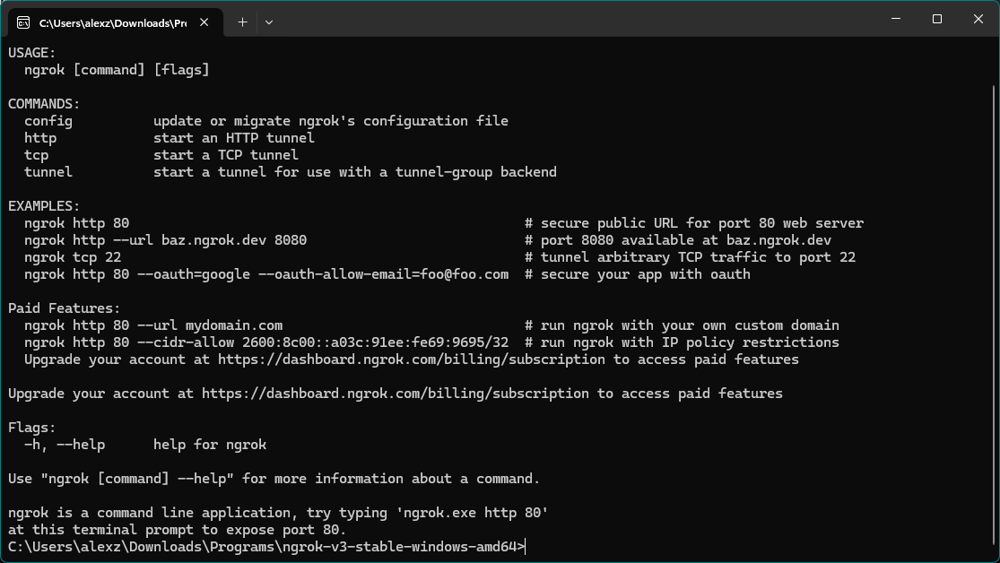 C:\Users\alexz\Downloads\Pr
USAGE:
  ngrok [command] [flags]

COMMANDS:
  config          update or migrate ngrok's configuration file
  http            start an HTTP tunnel
  tcp             start a TCP tunnel
  tunnel          start a tunnel for use with a tunnel-group backend

EXAMPLES:
  ngrok http 80                                                 # secure public URL for port 80 web server
  ngrok http --url baz.ngrok.dev 8080                           # port 8080 available at baz.ngrok.dev
  ngrok tcp 22                                                  # tunnel arbitrary TCP traffic to port 22
  ngrok http 80 --oauth=google --oauth-allow-email=foo@foo.com  # secure your app with oauth

Paid Features:
  ngrok http 80 --url mydomain.com                              # run ngrok with your own custom domain
  ngrok http 80 --cidr-allow 2600:8c00::a03c:91ee:fe69:9695/32  # run ngrok with IP policy restrictions
  Upgrade your account at https://dashboard.ngrok.com/billing/subscription to access paid features

Upgrade your account at https://dashboard.ngrok.com/billing/subscription to access paid features

Flags:
  -h, --help      help for ngrok

Use "ngrok [command] --help" for more information about a command.

ngrok is a command line application, try typing 'ngrok.exe http 80'
at this terminal prompt to expose port 80.
C:\Users\alexz\Downloads\Programs\ngrok-v3-stable-windows-amd64>